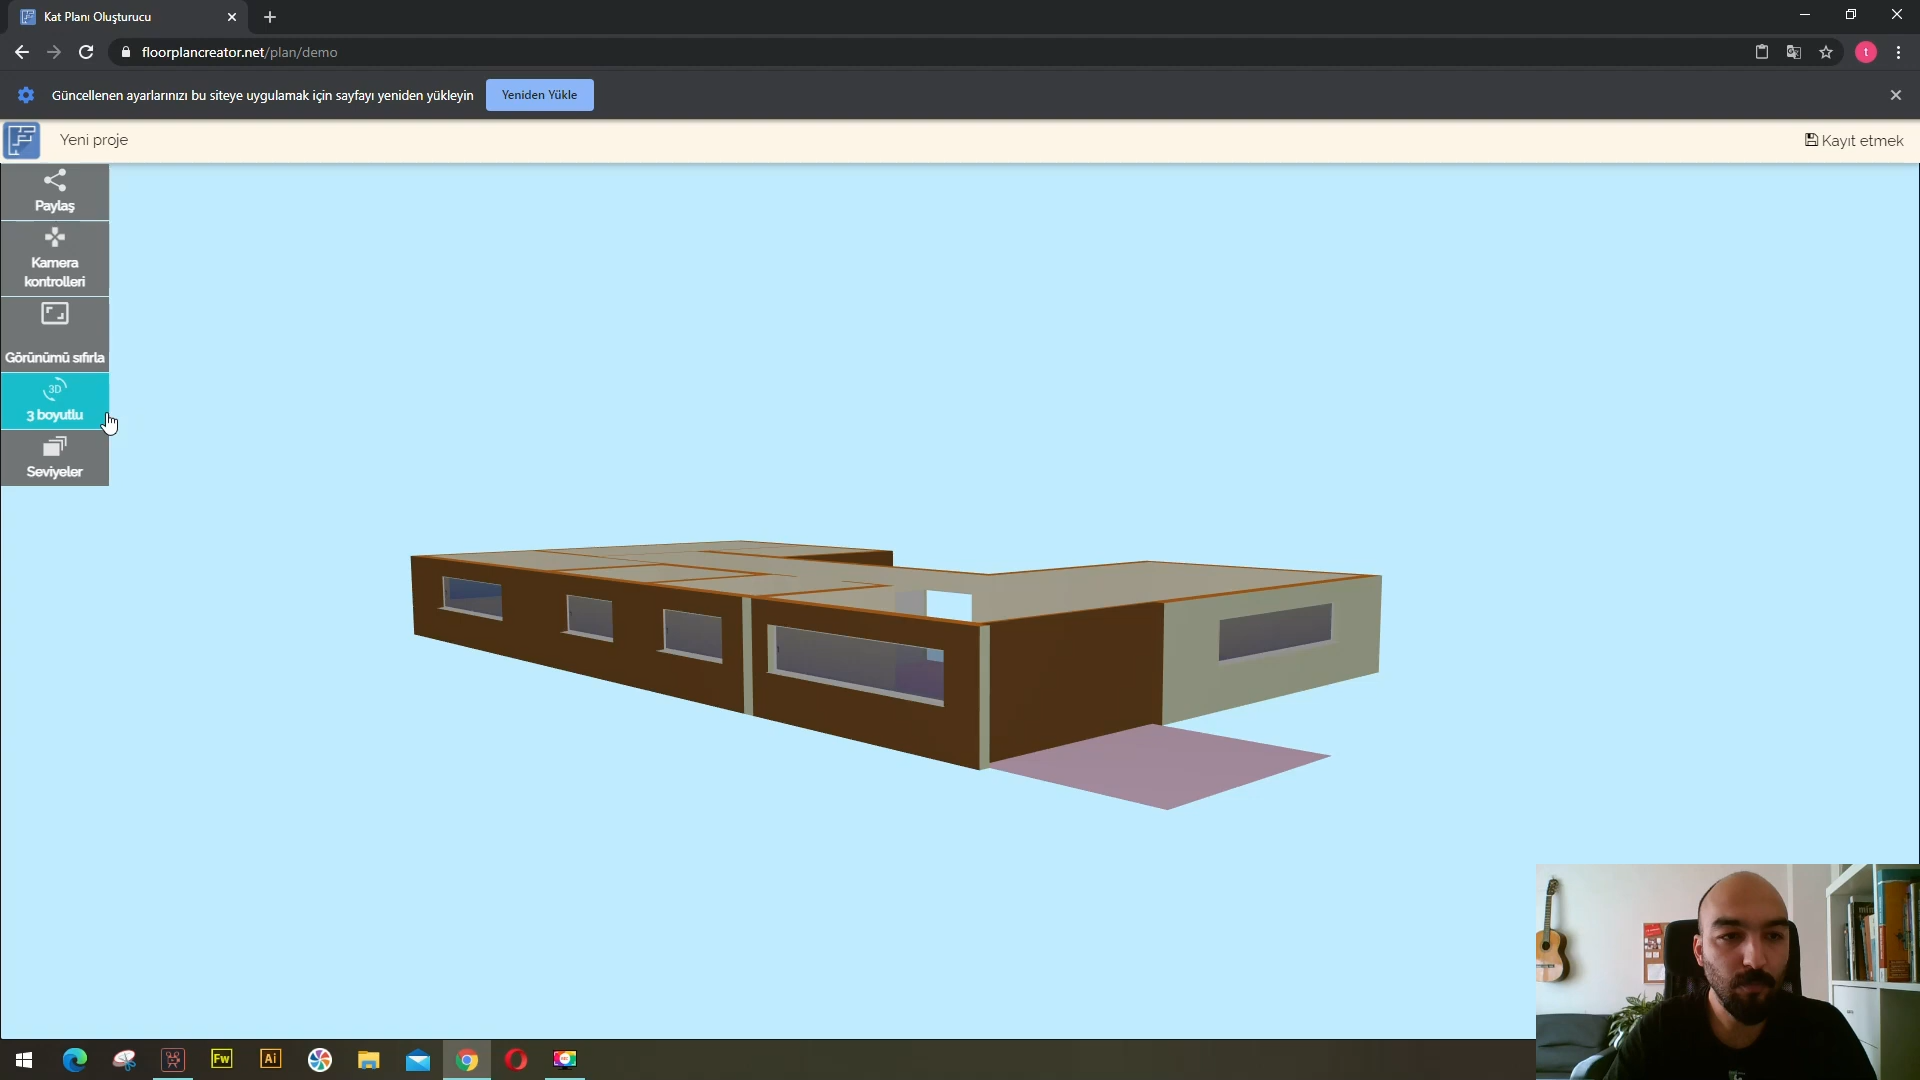 Kat Planı Oluşturucu
floorplancreator.net/plan/demo
t
Güncellenen ayarlarınızı bu siteye uygulamak için sayfayı yeniden yükleyin
Yeniden Yükle
Yeni proje
Kayıt etmek
Paylaş
Kamera
kontrolleri
Görünümü sıfırla
3D
3 boyutlu
Seviyeler
Fw
Ai